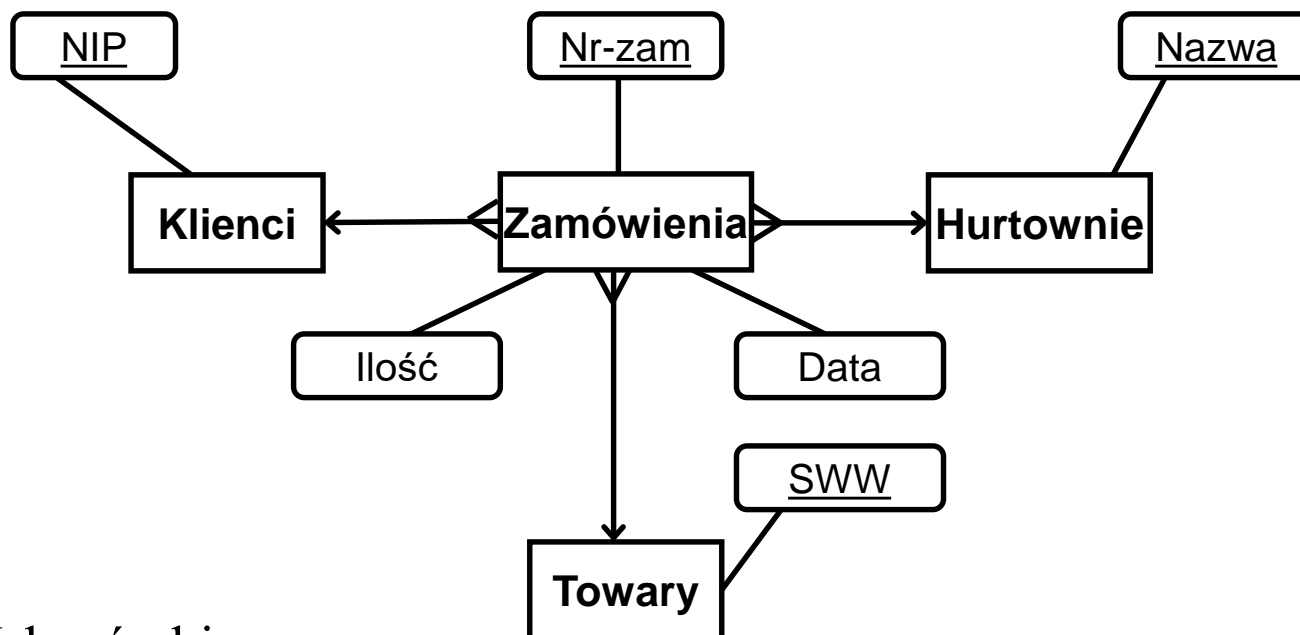 NIP
Nr-zam
Nazwa
Klienci
Zamówienia
Hurtownie
Ilość
Data
SWW
Towary